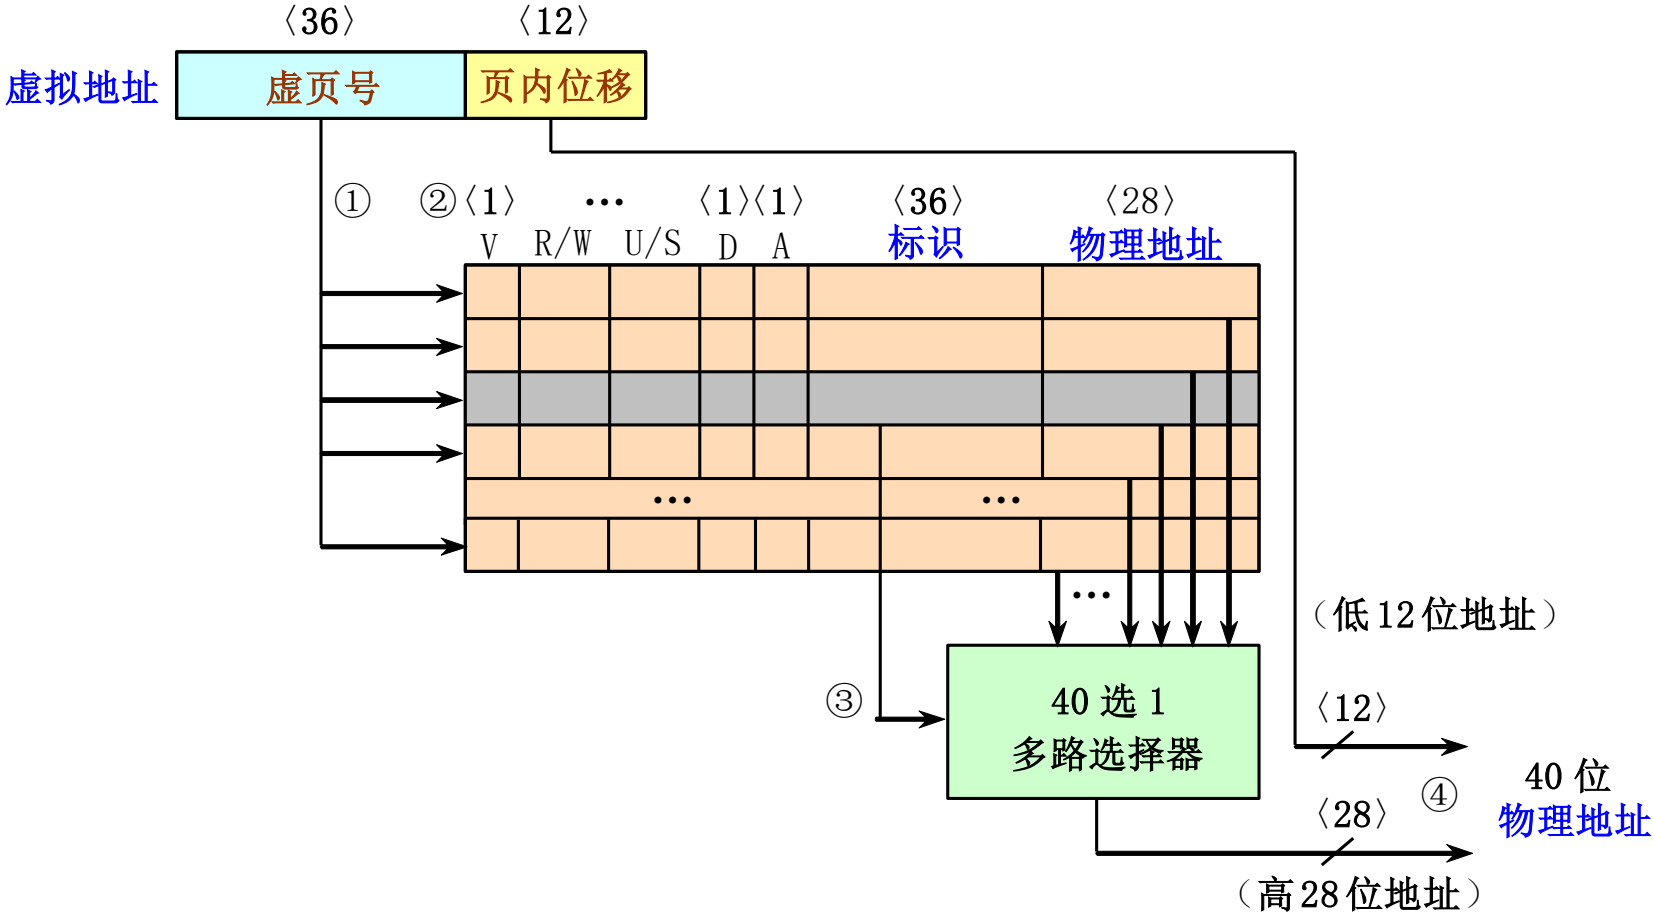 〈36〉 〈12〉
虚拟地址 虚页号 页内位移
① ② 〈1〉 … 〈1〉 〈1〉 〈36〉 〈28〉
V R/W U/S D A 标识 物理地址
… …
…
（低12位地址）
③ 40选1 〈12〉
多路选择器
④ 40位
〈28〉 物理地址
（高28位地址）